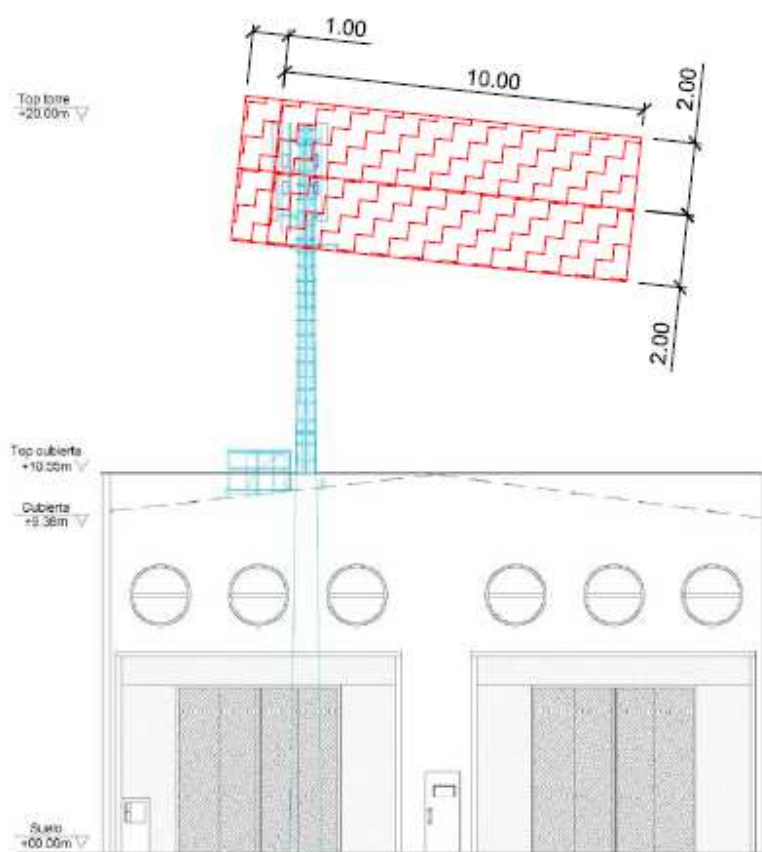 1.00
10.00
2.00
Top torre
+20.00m
2.00
Top cubierta
+10.55m
Cubierta
+9.38m
Suelo
+00.00m